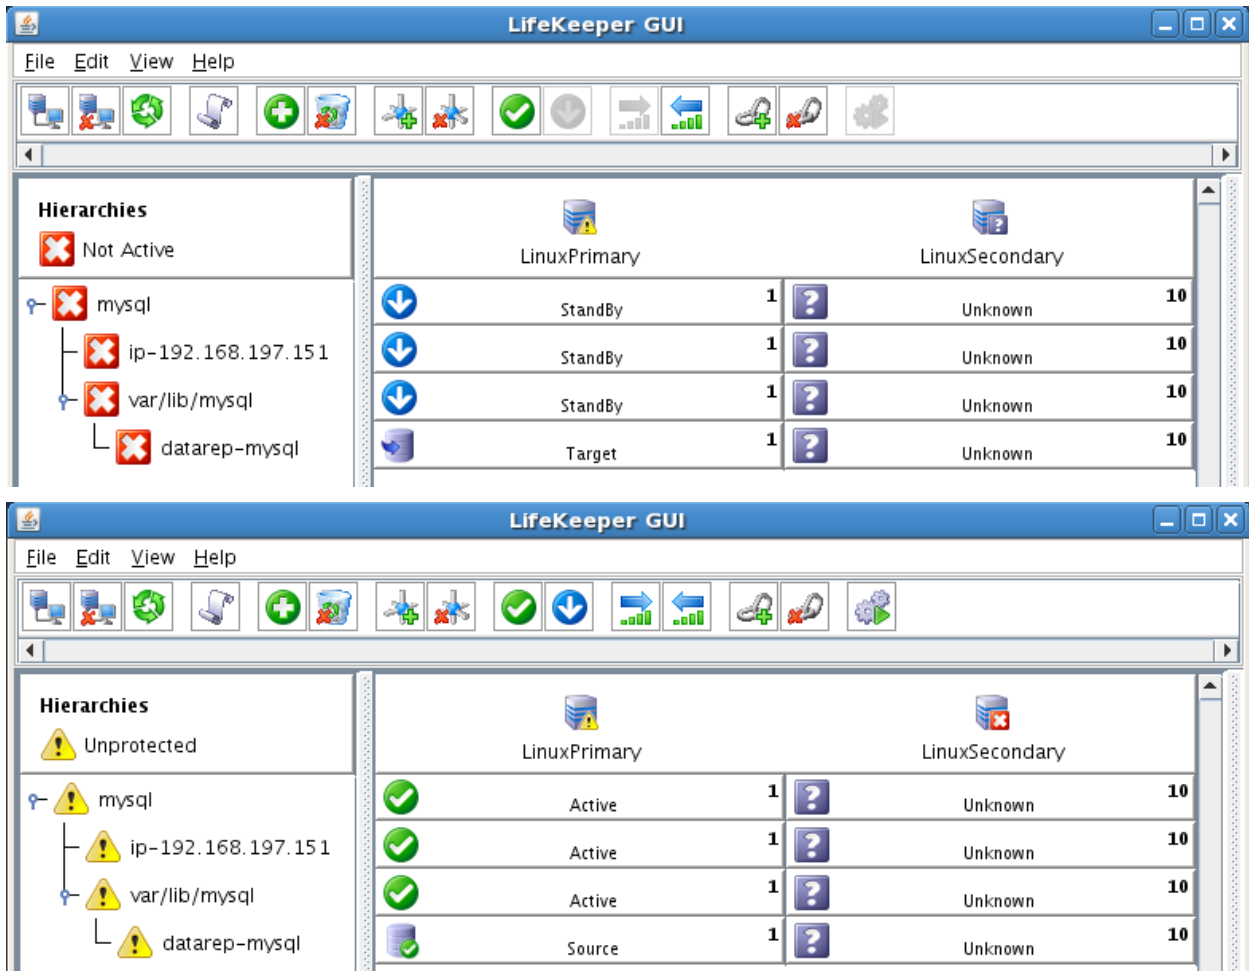 LifeKeeper GUI
File Edit View Help
Hierarchies
Not Active
LinuxPrimary LinuxSecondary
mysql StandBy 1 Unknown 10
ip-192.168.197.151 StandBy 1 Unknown 10
var/lib/mysql StandBy 1 Unknown 10
datarep-mysql Target 1 Unknown 10
LifeKeeper GUI
File Edit View Help
Hierarchies
Unprotected
LinuxPrimary LinuxSecondary
mysql Active 1 Unknown 10
ip-192.168.197.151 Active 1 Unknown 10
var/lib/mysql Active 1 Unknown 10
datarep-mysql Source 1 Unknown 10